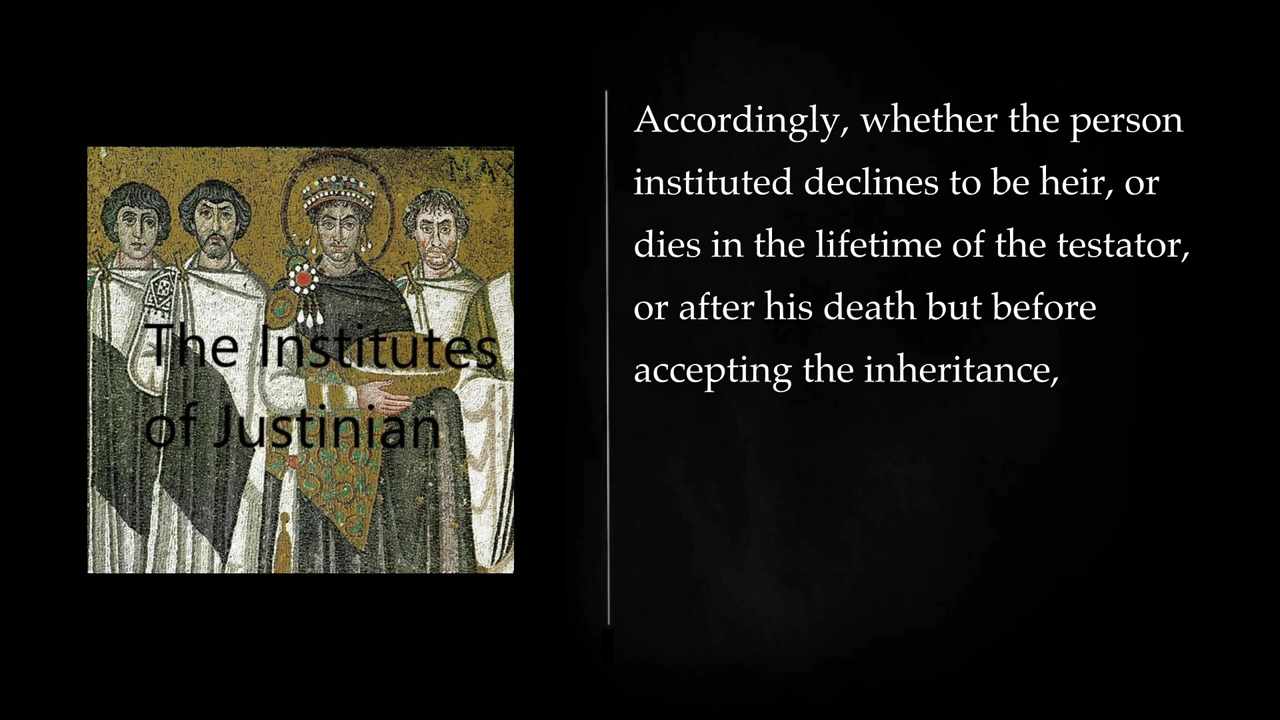 MAX
The Institutes
of Justinian
Accordingly, whether the person
instituted declines to be heir, or
dies in the lifetime of the testator,
or after his death but before
accepting the inheritance,